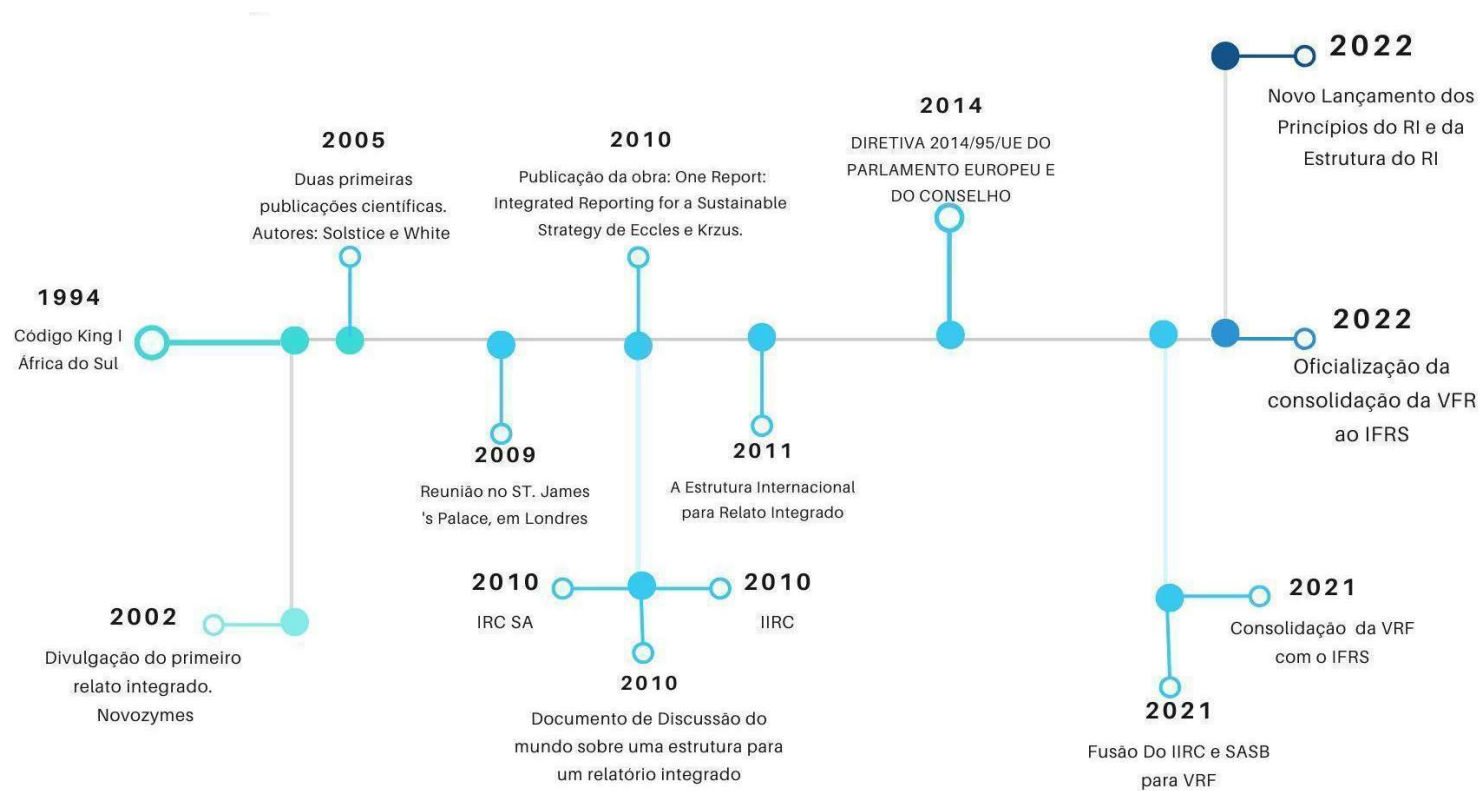 1994
Código King I
África do Sul
2002
Divulgação do primeiro
relato integrado.
Novozymes
2005
Duas primeiras
publicações científicas.
Autores: Solstice e White
2009
Reunião no ST. James
's Palace, em Londres
2010
Publicação da obra: One Report:
Integrated Reporting for a Sustainable
Strategy de Eccles e Krzus.
2010
IRC SA
2010
IIRC
2010
Documento de Discussão do
mundo sobre uma estrutura para
um relatório integrado
2011
A Estrutura Internacional
para Relato Integrado
2014
DIRETIVA 2014/95/UE DO
PARLAMENTO EUROPEU E
DO CONSELHO
2021
Consolidação da VRF
com o IFRS
2021
Fusão Do IIRC e SASB
para VRF
2022
Novo Lançamento dos
Princípios do RI e da
Estrutura do RI
2022
Oficialização da
consolidação da VFR
ao IFRS